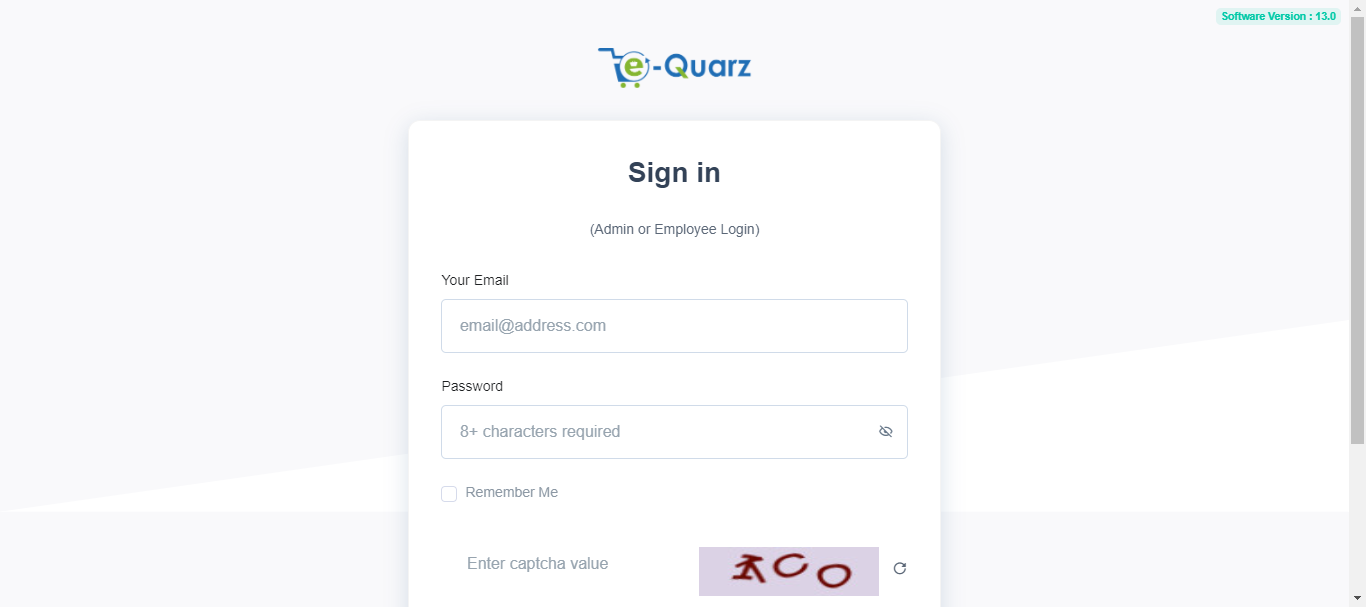 Software Version : 13.0
e-Quarz
Sign in
(Admin or Employee Login)
Your Email
email@address.com
Password
8+ characters required
Remember Me
Enter captcha value